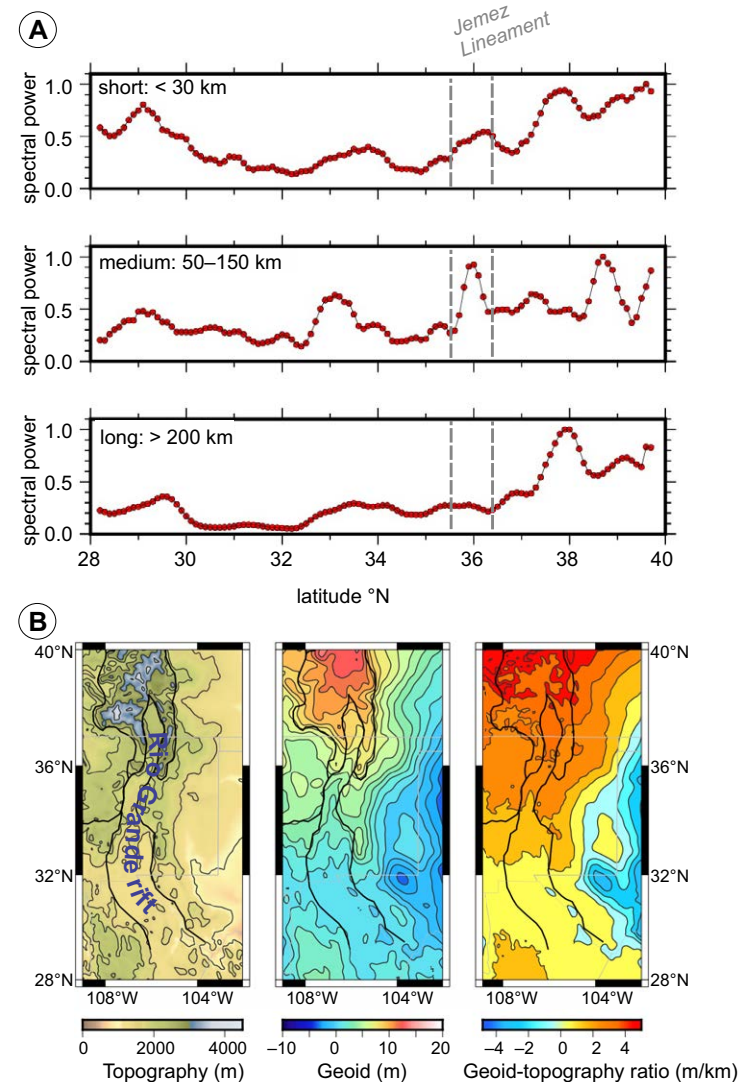 A
Jemez
Lineament
short: < 30 km
spectral power
1.0
0.5
0.0
medium: 50–150 km
spectral power
1.0
0.5
0.0
long: > 200 km
spectral power
1.0
0.5
0.0
28 30 32 34 36 38 40
latitude °N
B
40°N 40°N
36°N 36°N
32°N 32°N
28°N 28°N
Rio Grande rift
108°W 104°W 108°W 104°W 108°W 104°W
0 2000 4000 –10 0 10 20 –4 –2 0 2 4
Topography (m) Geoid (m) Geoid-topography ratio (m/km)